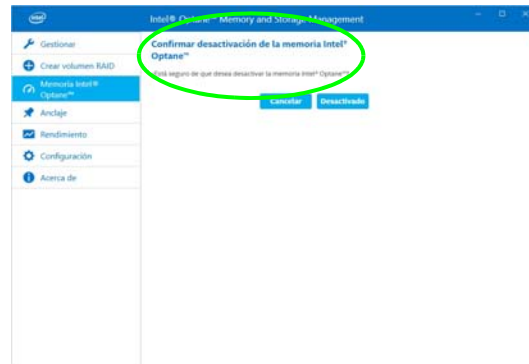 intel
Intel® Optane™ Memory and Storage Management
Gestionar
Crear volumen RAID
Memoria Intel®
Optane™
Anclaje
Rendimiento
Configuración
Acerca de
Confirmar desactivación de la memoria Intel®
Optane™
¿Está seguro de que desea desactivar la memoria Intel® Optane™?
Cancelar Desactivado